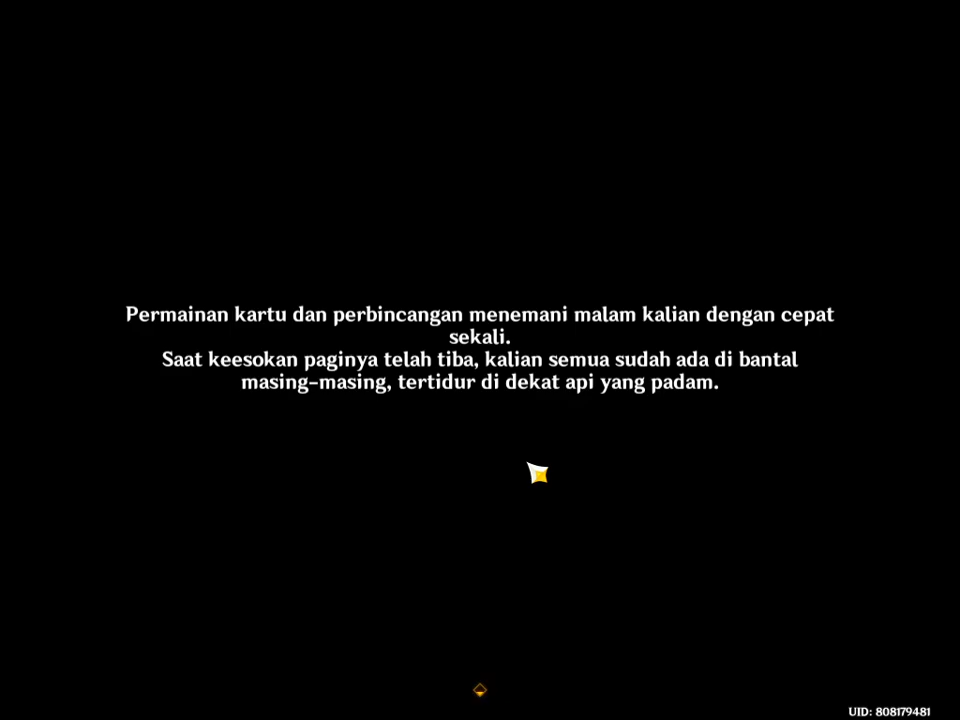 Permainan kartu dan perbincangan menemani malam kalian dengan cepat
sekali.
Saat keesokan paginya telah tiba, kalian semua sudah ada di bantal
masing-masing, tertidur di dekat api yang padam.
UID: 808179481